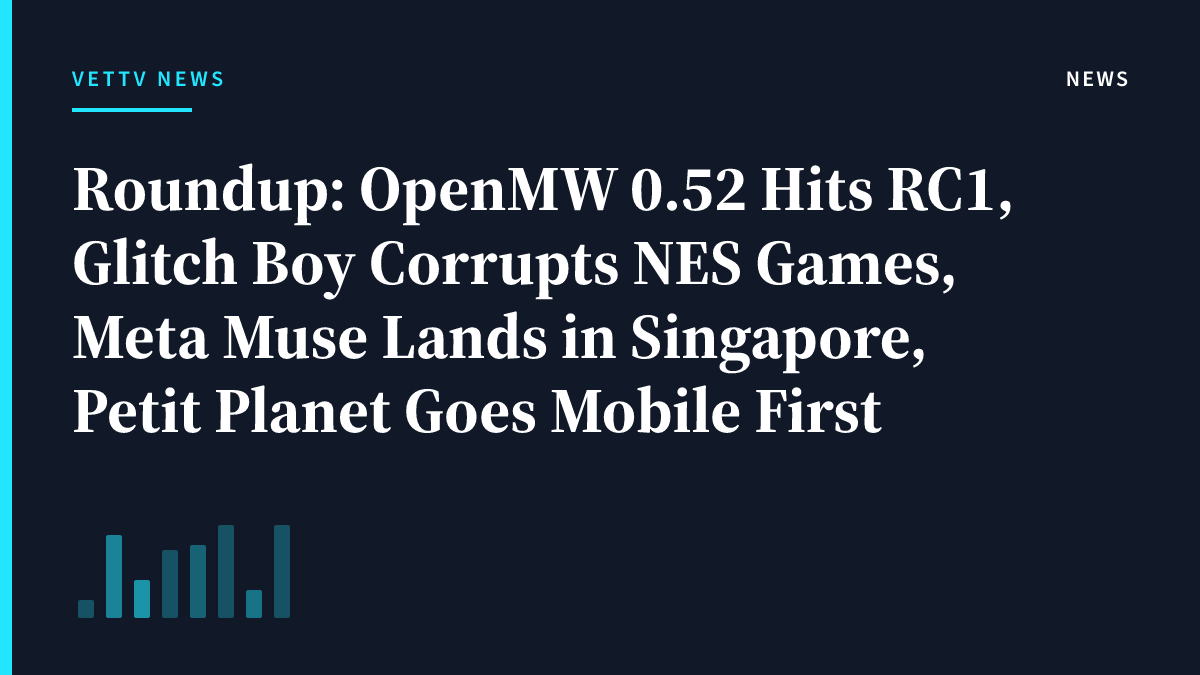 VETTV NEWS
NEWS
Roundup: OpenMW 0.52 Hits RC1,
Glitch Boy Corrupts NES Games,
Meta Muse Lands in Singapore,
Petit Planet Goes Mobile First